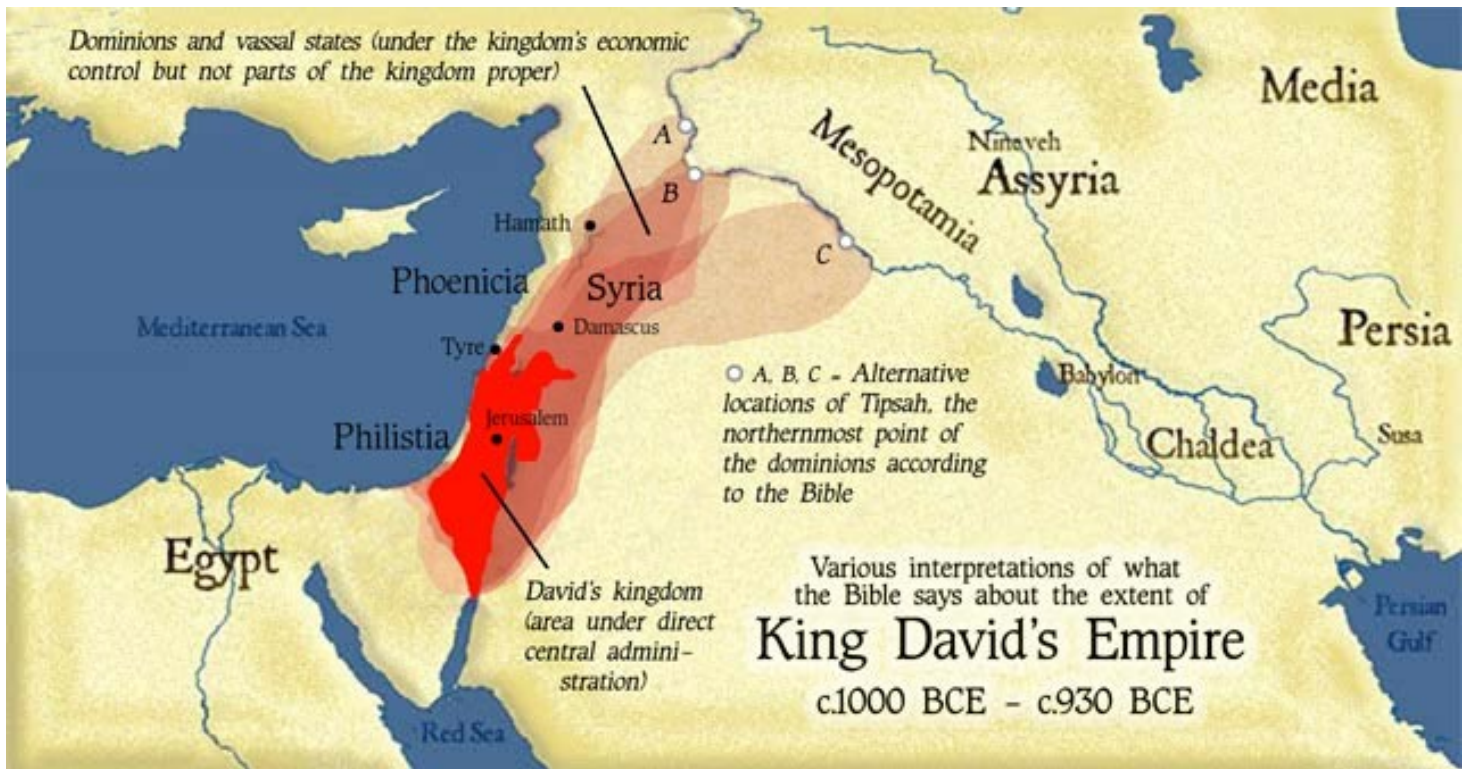 Dominions and vassal states (under the kingdom's economic
control but not parts of the kingdom proper)
Media
A
Mesopotamia
Nineveh
Assyria
B
Hamath
C
Phoenicia
Syria
Mediterranean Sea
Damascus
Tyre
Persia
A, B, C - Alternative
locations of Tipsah, the
northernmost point of
the dominions according
to the Bible
Babylon
Jerusalem
Philistia
Chaldea
Susa
Egypt
David's kingdom
(area under direct
central admini-
stration)
Various interpretations of what
the Bible says about the extent of
King David's Empire
c.1000 BCE - c.930 BCE
Persian
Gulf
Red Sea